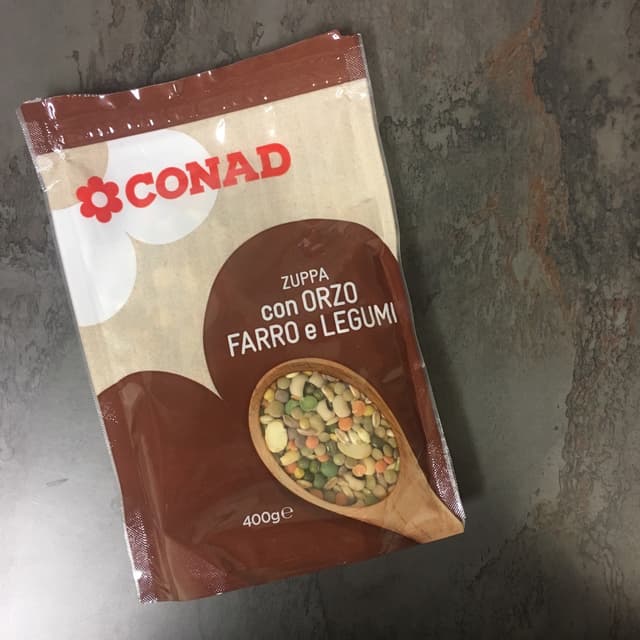 CONAD
ZUPPA
con ORZO
FARRO e LEGUMI
400g℮